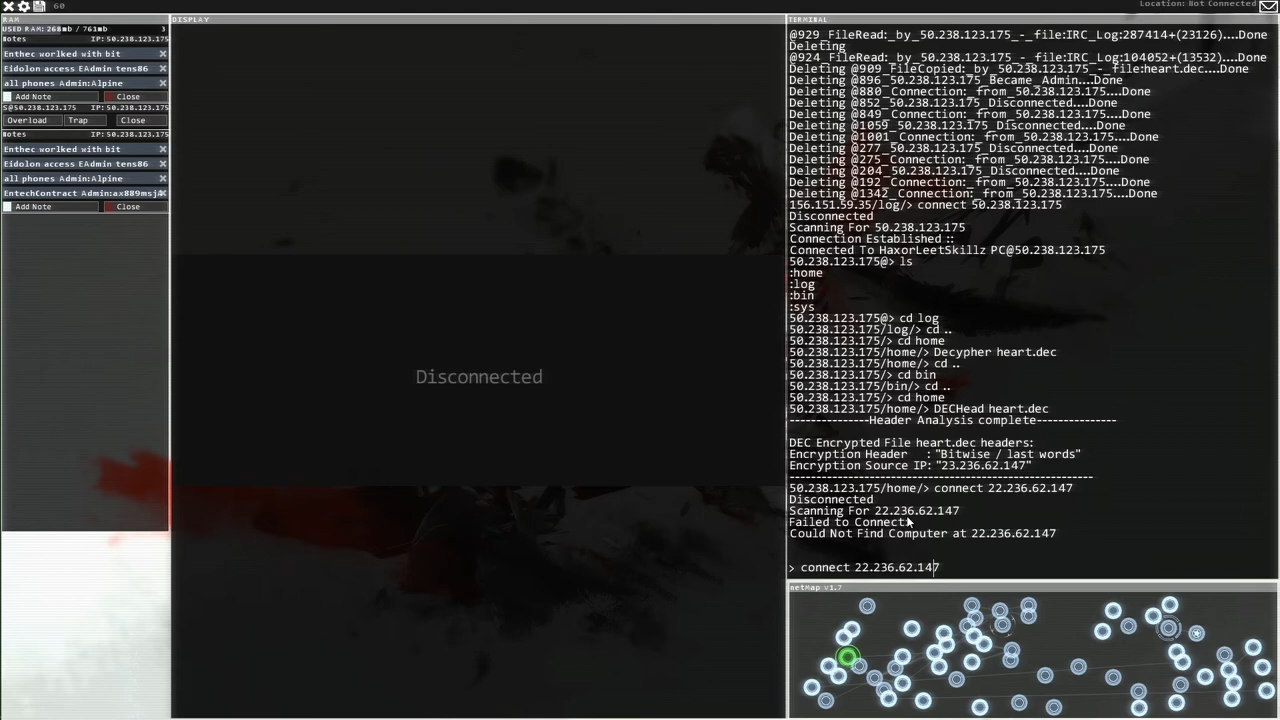 60
Location: Not Connected
RAM
USED RAM: 268mb / 761mb 3
Notes IP: 50.238.123.175
Enthec worlked with bit
Eidolon access EAdmin tens86
all phones Admin:Alpine
Add Note Close
S@50.238.123.175 IP: 50.238.123.175
Overload Trap Close
Notes IP: 50.238.123.175
Enthec worlked with bit
Eidolon access EAdmin tens86
all phones Admin:Alpine
Add Note Close
DISPLAY
Disconnected
TERMINAL
@929_FileRead:_by_50.238.123.175_-_file:IRC_Log:287414+(23126)....Done
Deleting
@924_FileRead:_by_50.238.123.175_-_file:IRC_Log:104052+(13532)....Done
Deleting @909_FileCopied:_by_50.238.123.175_-_file:heart.dec....Done
Deleting @896_50.238.123.175_Became_Admin....Done
Deleting @880_Connection:_from_50.238.123.175....Done
Deleting @852_50.238.123.175_Disconnected....Done
Deleting @849_Connection:_from_50.238.123.175....Done
Deleting @1059_50.238.123.175_Disconnected....Done
Deleting @1001_Connection:_from_50.238.123.175....Done
Deleting @277_50.238.123.175_Disconnected....Done
Deleting @275_Connection:_from_50.238.123.175....Done
Deleting @204_50.238.123.175_Disconnected....Done
Deleting @192_Connection:_from_50.238.123.175....Done
Deleting @1342_Connection:_from_50.238.123.175....Done
156.151.59.35/log/> connect 50.238.123.175
Disconnected
Scanning For 50.238.123.175
Connection Established ::
Connected To HaxorLeetSkillz PC@50.238.123.175
50.238.123.175@> ls
:home
:log
:bin
:sys
50.238.123.175@> cd log
50.238.123.175/log/> cd ..
50.238.123.175/> cd home
50.238.123.175/home/> Decypher heart.dec
50.238.123.175/home/> cd ..
50.238.123.175/> cd bin
50.238.123.175/bin/> cd ..
50.238.123.175/> cd home
50.238.123.175/home/> DECHead heart.dec
---------------Header Analysis complete---------------
DEC Encrypted File heart.dec headers:
Encryption Header   : "Bitwise / last words"
Encryption Source IP: "23.236.62.147"
---------------------------------------------------------
50.238.123.175/home/> connect 22.236.62.147
Disconnected
Scanning For 22.236.62.147
Failed to Connect:
Could Not Find Computer at 22.236.62.147
> connect 22.236.62.147
netMap v1.7